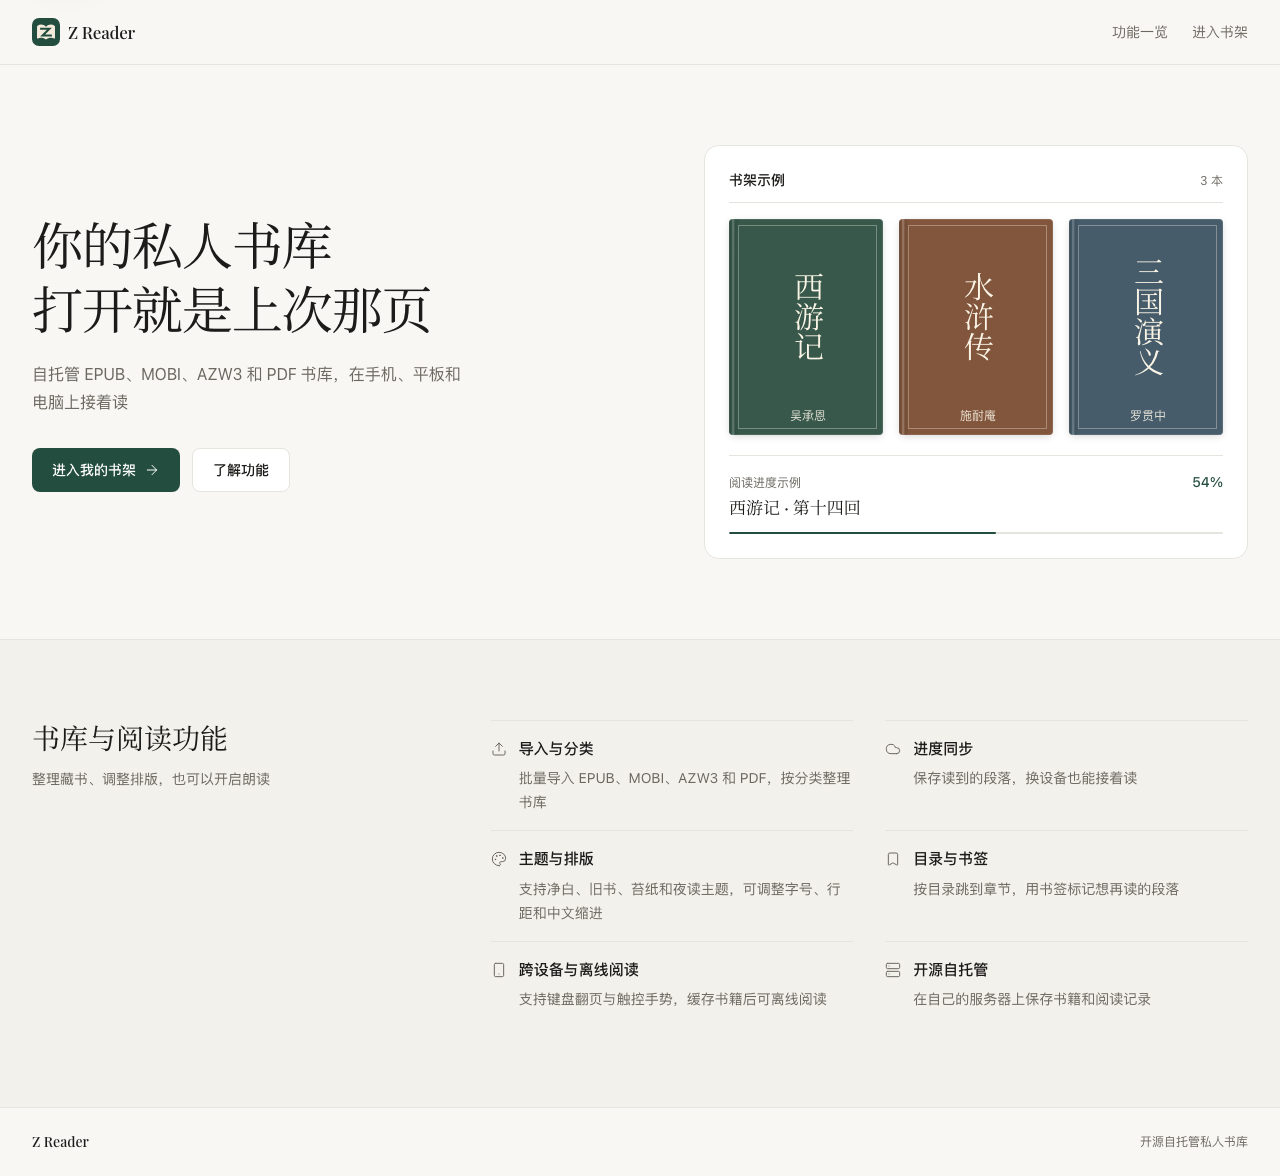 Z Reader
功能一览
进入书架
你的私人书库
打开就是上次那页
自托管 EPUB、MOBI、AZW3 和 PDF 书库，在手机、平板和
电脑上接着读
进入我的书架 →
了解功能
书架示例
3 本
西游记
吴承恩
水浒传
施耐庵
三国演义
罗贯中
阅读进度示例
54%
西游记 · 第十四回
书库与阅读功能
整理藏书、调整排版，也可以开启朗读
导入与分类
批量导入 EPUB、MOBI、AZW3 和 PDF，按分类整理
书库
进度同步
保存读到的段落，换设备也能接着读
主题与排版
支持净白、旧书、苔纸和夜读主题，可调整字号、行
距和中文缩进
目录与书签
按目录跳到章节，用书签标记想再读的段落
跨设备与离线阅读
支持键盘翻页与触控手势，缓存书籍后可离线阅读
开源自托管
在自己的服务器上保存书籍和阅读记录
Z Reader
开源自托管私人书库